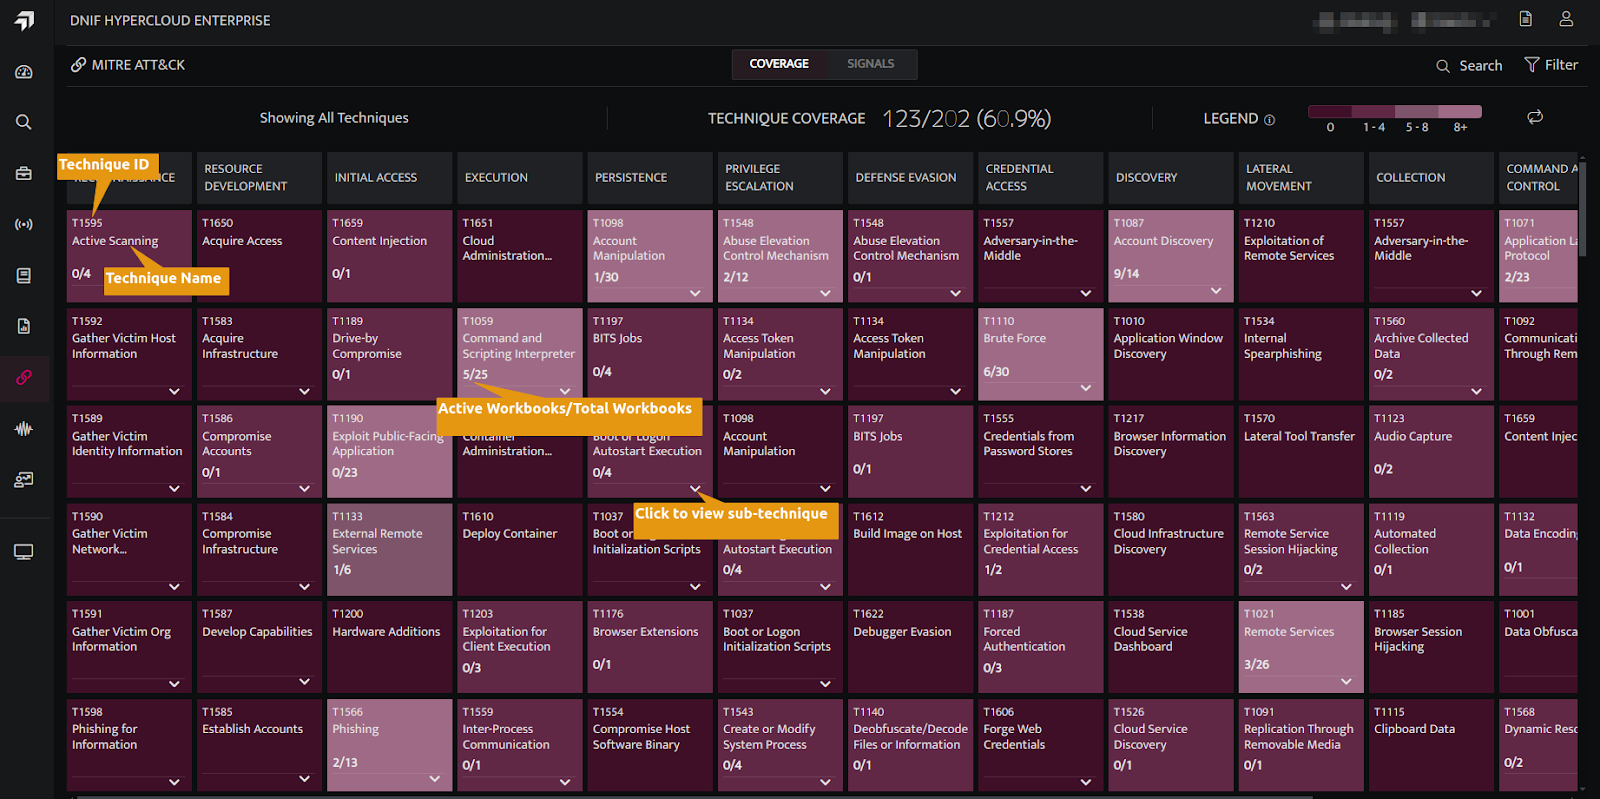 DNIF HYPERCLOUD ENTERPRISE
MITRE ATT&CK
COVERAGE
SIGNALS
Search
Filter
Showing All Techniques
TECHNIQUE COVERAGE 123/202 (60.9%)
LEGEND
0 1 - 4 5 - 8 8+
Technique ID
RESOURCE
DEVELOPMENT
INITIAL ACCESS
EXECUTION
PERSISTENCE
PRIVILEGE
ESCALATION
DEFENSE EVASION
CREDENTIAL
ACCESS
DISCOVERY
LATERAL
MOVEMENT
COLLECTION
COMMAND A
CONTROL
T1595
Active Scanning
0/4
Technique Name
T1650
Acquire Access
T1659
Content Injection
0/1
T1651
Cloud
Administration...
T1098
Account
Manipulation
1/30
T1548
Abuse Elevation
Control Mechanism
2/12
T1548
Abuse Elevation
Control Mechanism
0/1
T1557
Adversary-in-the-
Middle
T1087
Account Discovery
9/14
T1210
Exploitation of
Remote Services
T1557
Adversary-in-the-
Middle
T1071
Application La
Protocol
2/23
T1592
Gather Victim Host
Information
T1583
Acquire
Infrastructure
T1189
Drive-by
Compromise
0/1
T1059
Command and
Scripting Interpreter
5/25
Active Workbooks/Total Workbooks
T1197
BITS Jobs
0/4
T1134
Access Token
Manipulation
0/2
T1134
Access Token
Manipulation
T1110
Brute Force
6/30
T1010
Application Window
Discovery
T1534
Internal
Spearphishing
T1560
Archive Collected
Data
0/2
T1092
Communicati
Through Rem
T1589
Gather Victim
Identity Information
T1586
Compromise
Accounts
0/1
T1190
Exploit Public-Facing
Application
0/23
Container
Administration...
Boot or Logon
Autostart Execution
0/4
Click to view sub-technique
T1098
Account
Manipulation
T1197
BITS Jobs
0/1
T1555
Credentials from
Password Stores
T1217
Browser Information
Discovery
T1570
Lateral Tool Transfer
T1123
Audio Capture
0/2
T1659
Content Injec
T1590
Gather Victim
Network...
T1584
Compromise
Infrastructure
T1133
External Remote
Services
1/6
T1610
Deploy Container
T1037
Boot or Lo
Initialization Scripts
Autostart Execution
0/4
T1612
Build Image on Host
T1212
Exploitation for
Credential Access
1/2
T1580
Cloud Infrastructure
Discovery
T1563
Remote Service
Session Hijacking
0/2
T1119
Automated
Collection
0/1
T1132
Data Encoding
0/1
T1591
Gather Victim Org
Information
T1587
Develop Capabilities
T1200
Hardware Additions
T1203
Exploitation for
Client Execution
0/3
T1176
Browser Extensions
0/1
T1037
Boot or Logon
Initialization Scripts
T1622
Debugger Evasion
T1187
Forced
Authentication
0/3
T1538
Cloud Service
Dashboard
T1021
Remote Services
3/26
T1185
Browser Session
Hijacking
T1001
Data Obfusca
T1598
Phishing for
Information
T1585
Establish Accounts
T1566
Phishing
2/13
T1559
Inter-Process
Communication
0/1
T1554
Compromise Host
Software Binary
T1543
Create or Modify
System Process
0/4
T1140
Deobfuscate/Decode
Files or Information
0/1
T1606
Forge Web
Credentials
T1526
Cloud Service
Discovery
0/1
T1091
Replication Through
Removable Media
0/1
T1115
Clipboard Data
T1568
Dynamic Reso
0/2